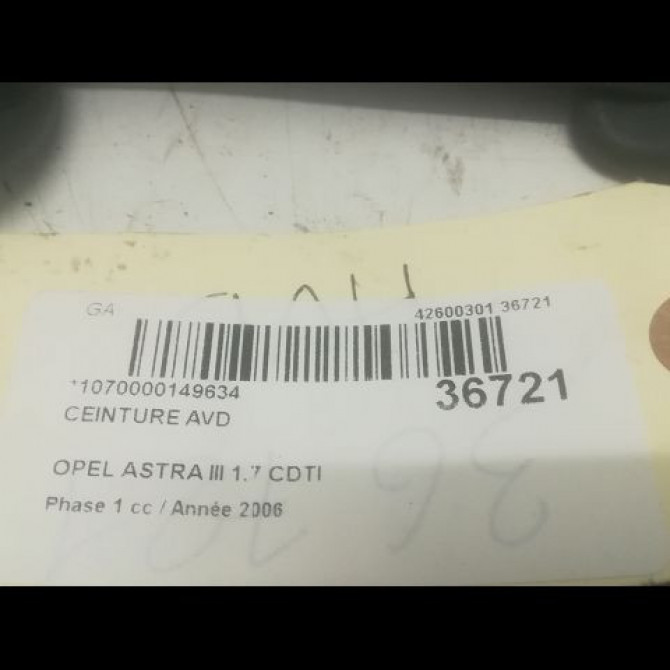 GA 42600301 36721
*1070000149634 36721
CEINTURE AVD
OPEL ASTRA III 1.7 CDTI
Phase 1 cc / Année 2006